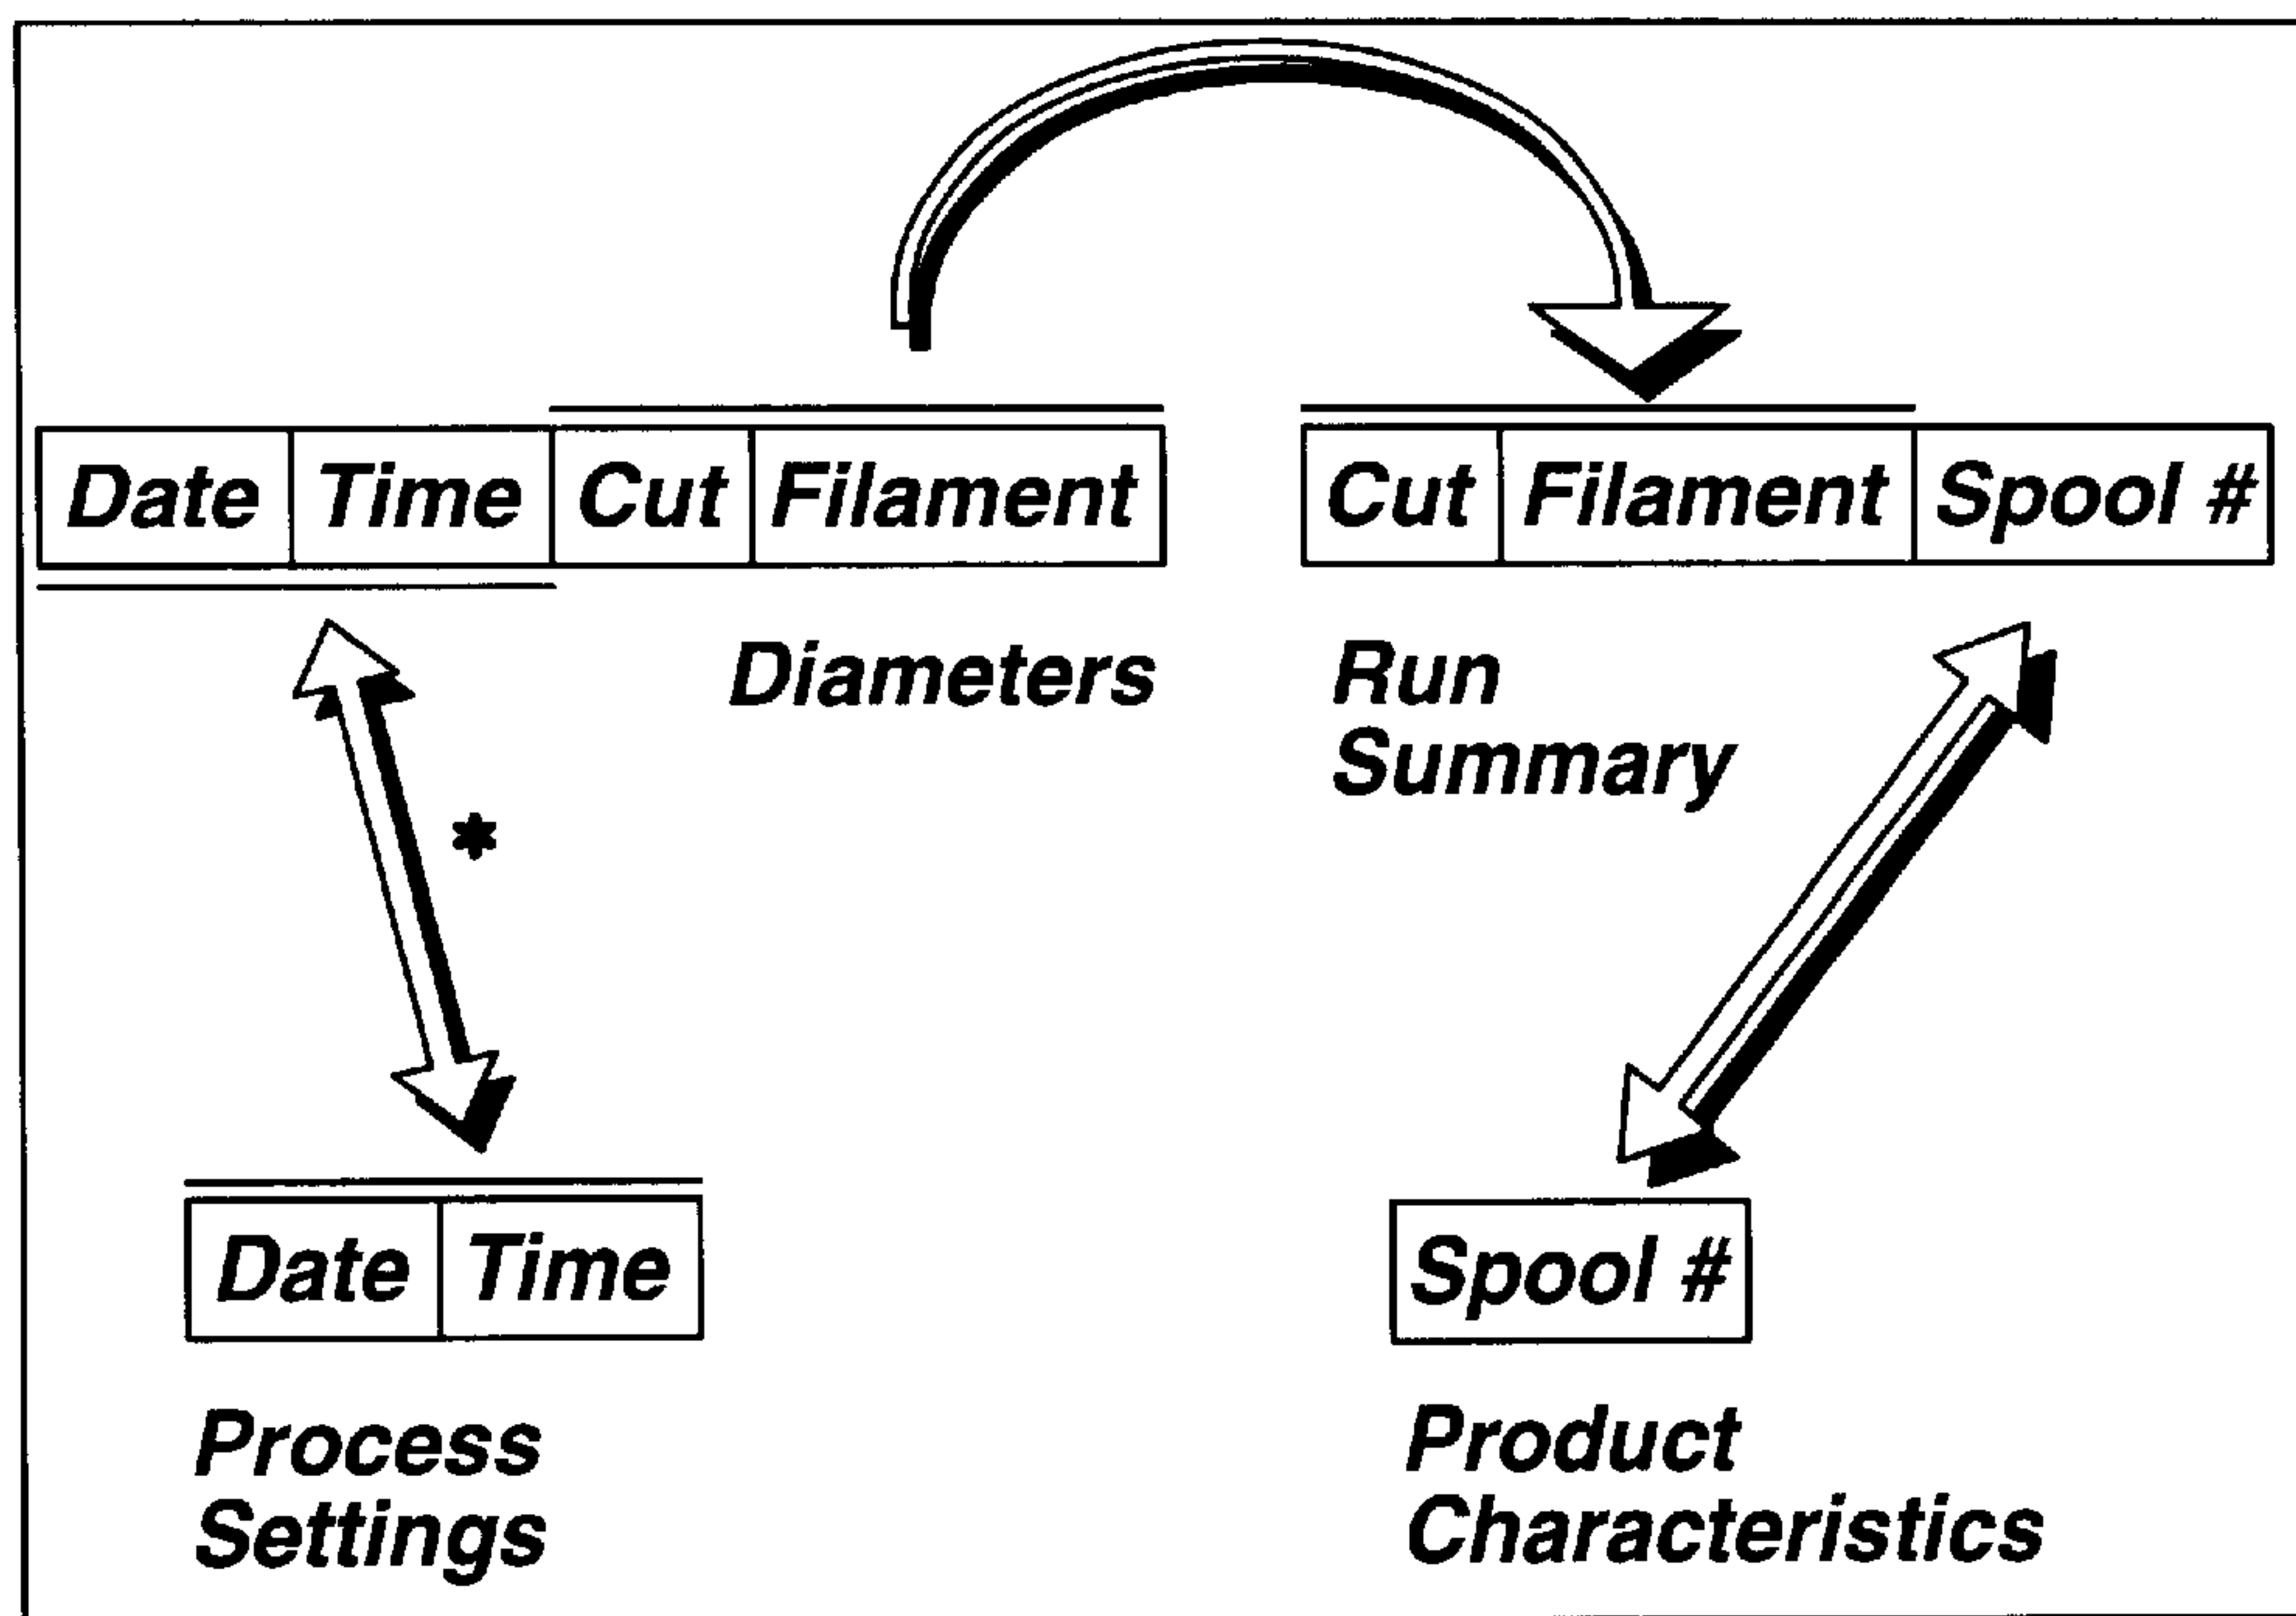 Date Time Cut Filament
Cut Filament Spool #
Diameters
Run
Summary
*
Date Time
Spool #
Process
Settings
Product
Characteristics